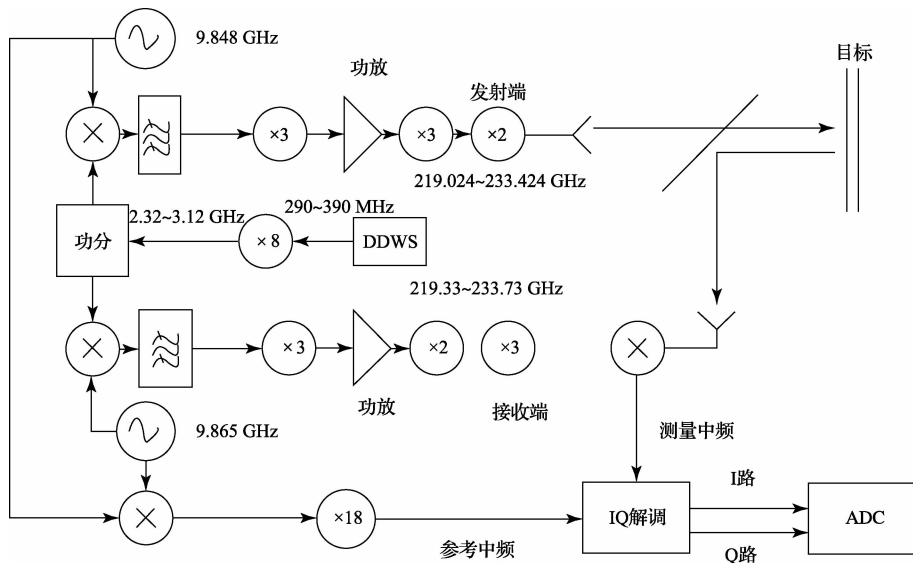 9.848 GHz
目标
功放
发射端
×3
×3
×2
219.024~233.424 GHz
290~390 MHz
2.32~3.12 GHz
功分
×8
DDWS
219.33~233.73 GHz
×3
×2
×3
功放
接收端
9.865 GHz
测量中频
I路
×18
IQ解调
ADC
参考中频
Q路